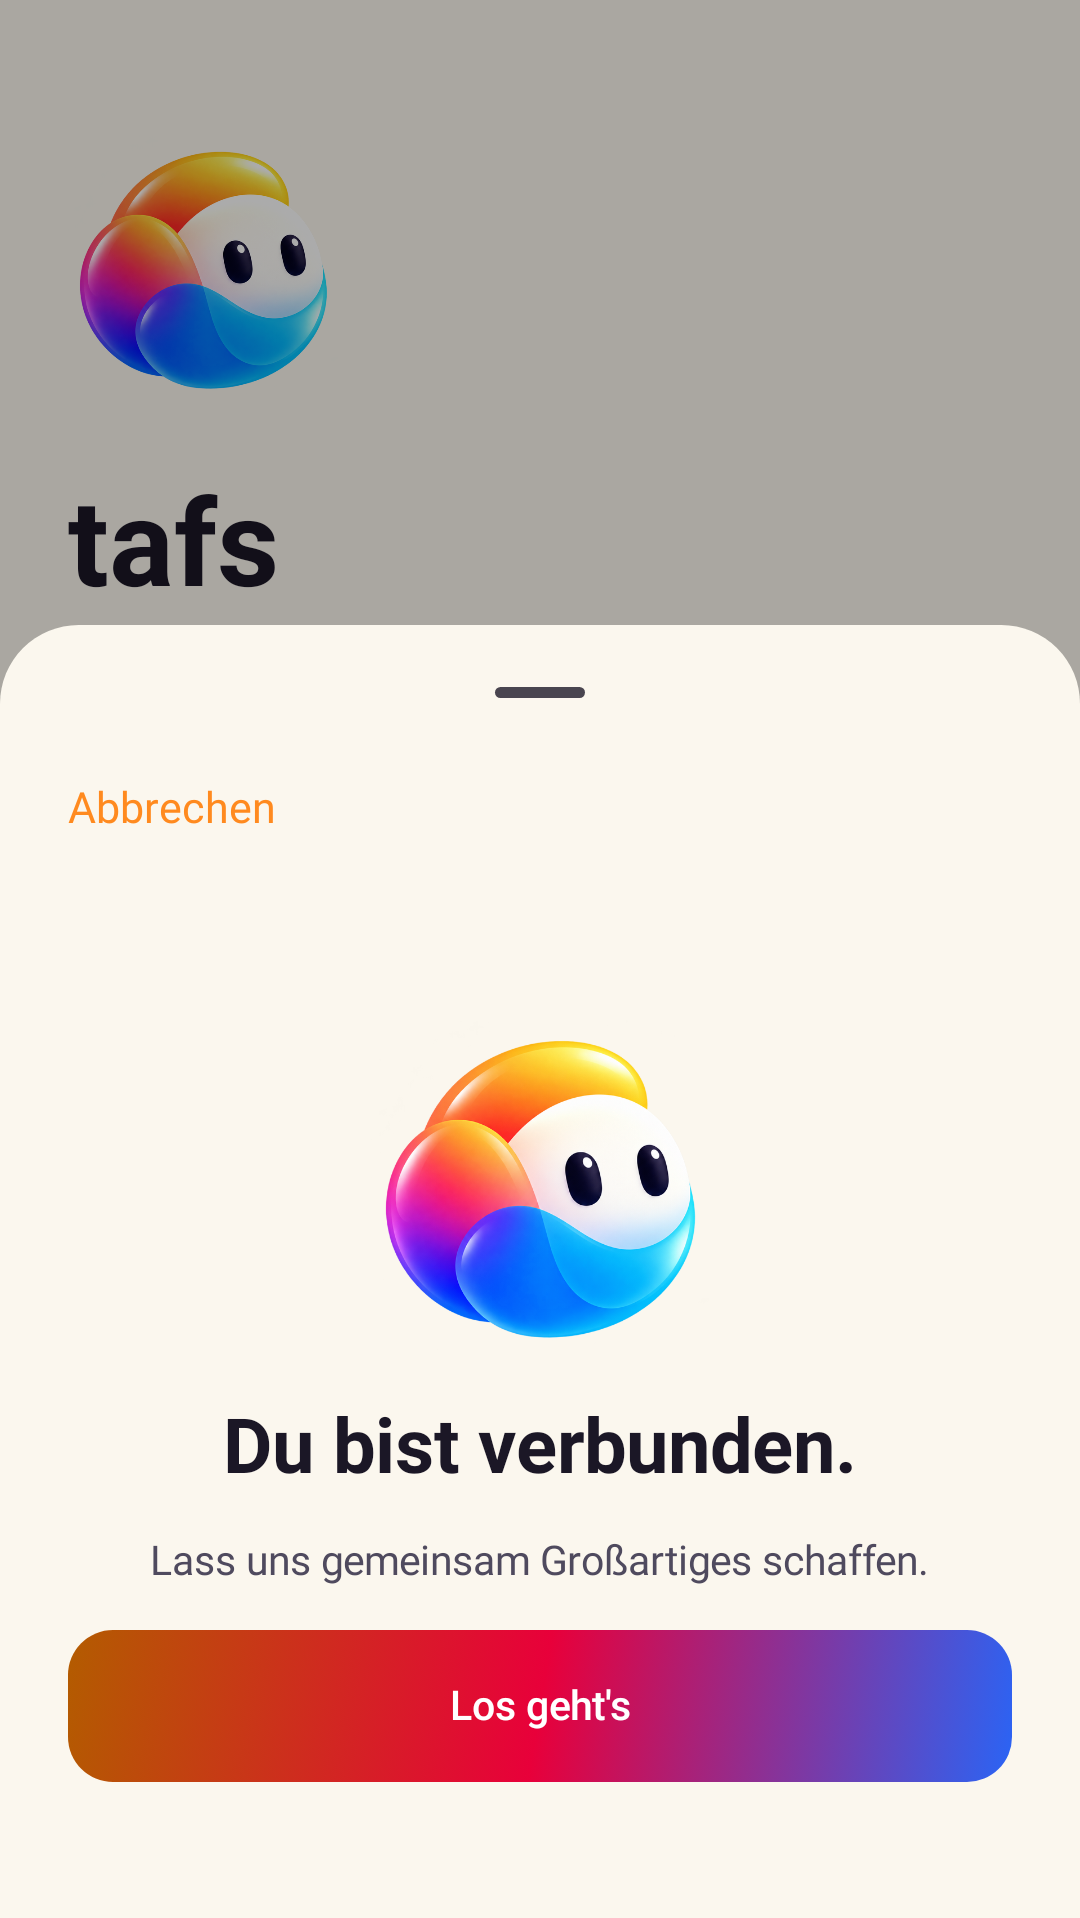 tafs
Abbrechen
Du bist verbunden.
Lass uns gemeinsam Großartiges schaffen.
Los geht's